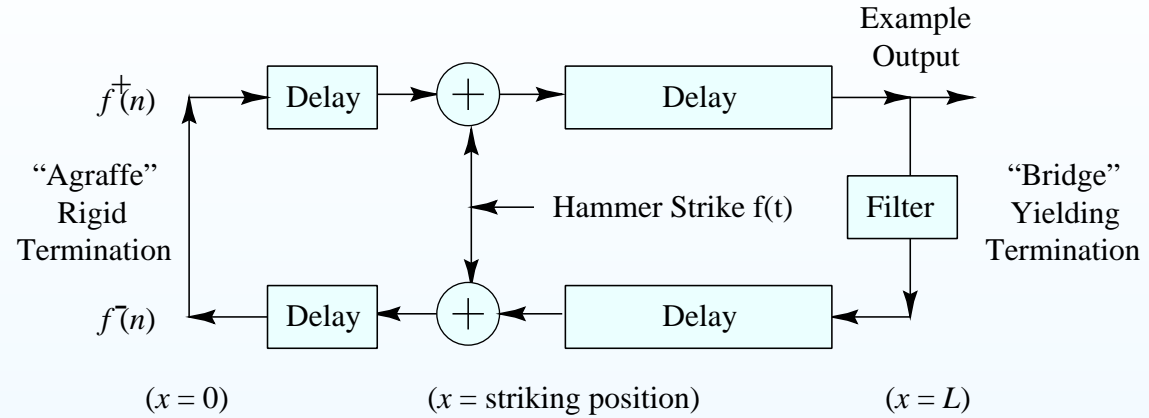 Example
Output
f⁺(n)
Delay
+
Delay
“Agraffe”
Rigid
Termination
Hammer Strike f(t)
Filter
“Bridge”
Yielding
Termination
f⁻(n)
Delay
+
Delay
(x = 0)
(x = striking position)
(x = L)